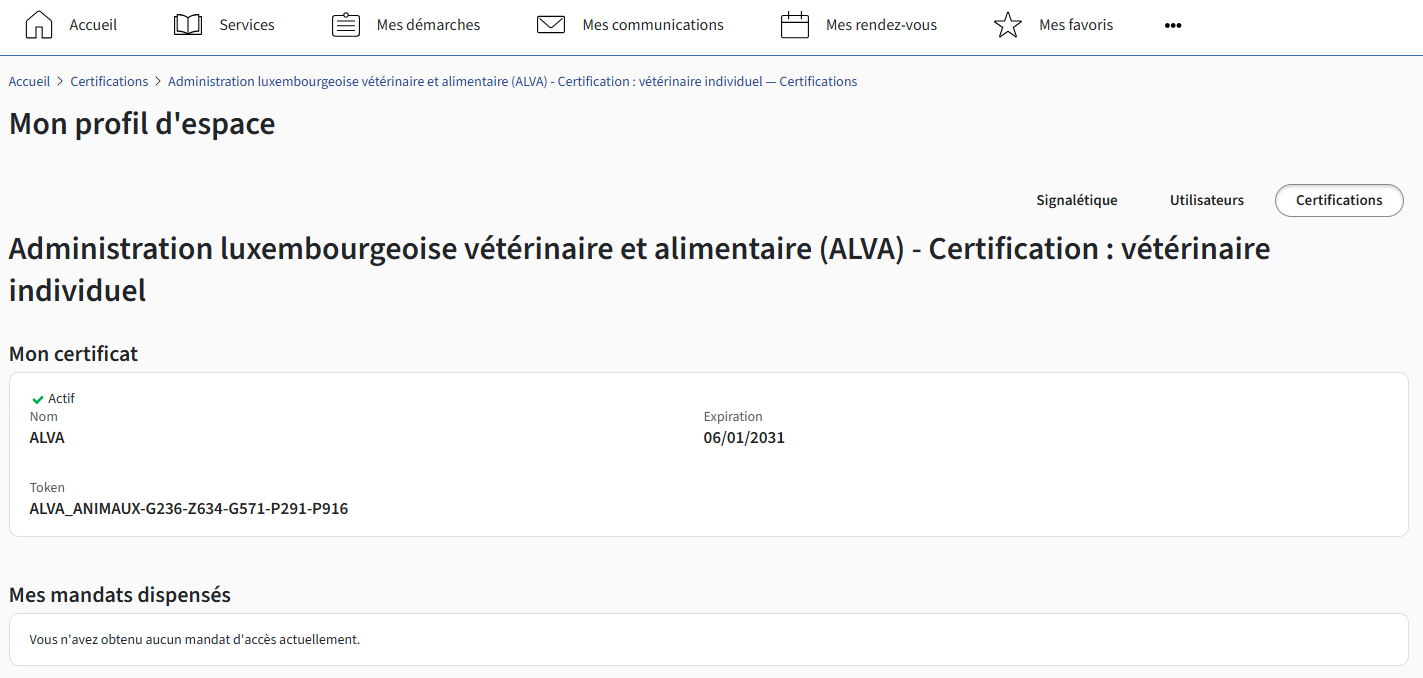 Accueil
Services
Mes démarches
Mes communications
Mes rendez-vous
Mes favoris
Accueil > Certifications > Administration luxembourgeoise vétérinaire et alimentaire (ALVA) - Certification : vétérinaire individuel — Certifications
Mon profil d'espace
Signalétique
Utilisateurs
Certifications
Administration luxembourgeoise vétérinaire et alimentaire (ALVA) - Certification : vétérinaire
individuel
Mon certificat
Actif
Nom
ALVA
Expiration
06/01/2031
Token
ALVA_ANIMAUX-G236-Z634-G571-P291-P916
Mes mandats dispensés
Vous n'avez obtenu aucun mandat d'accès actuellement.